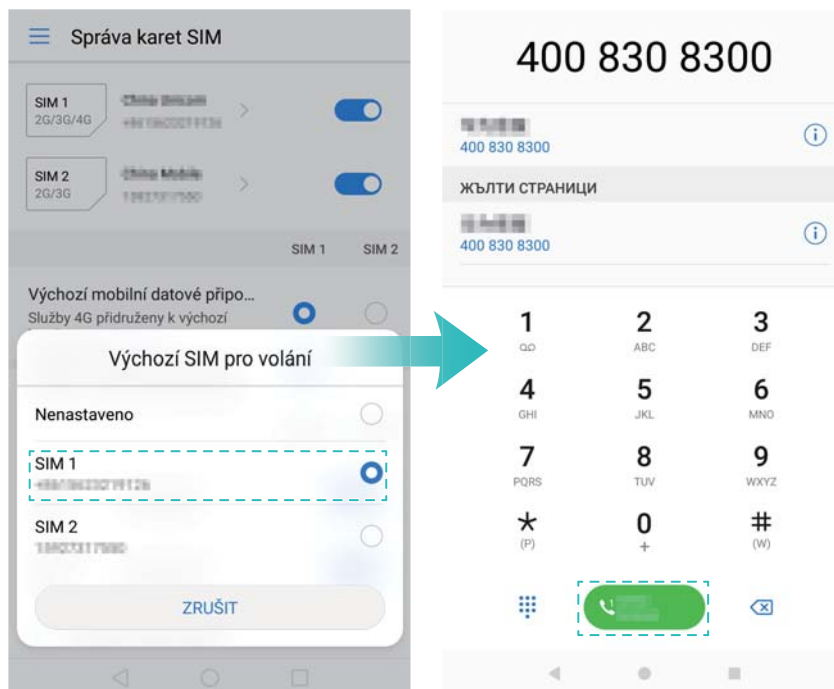 Správa karet SIM
SIM 1
2G/3G/4G
SIM 2
2G/3G
SIM 1 SIM 2
Výchozí mobilní datové připo...
Služby 4G přidruženy k výchozí
Výchozí SIM pro volání
Nenastaveno
SIM 1
SIM 2
ZRUŠIT
400 830 8300
400 830 8300
ЖЪЛТИ СТРАНИЦИ
400 830 8300
1 2 3
ABC DEF
4 5 6
GHI JKL MNO
7 8 9
PQRS TUV WXYZ
* 0 #
(P) + (W)
1